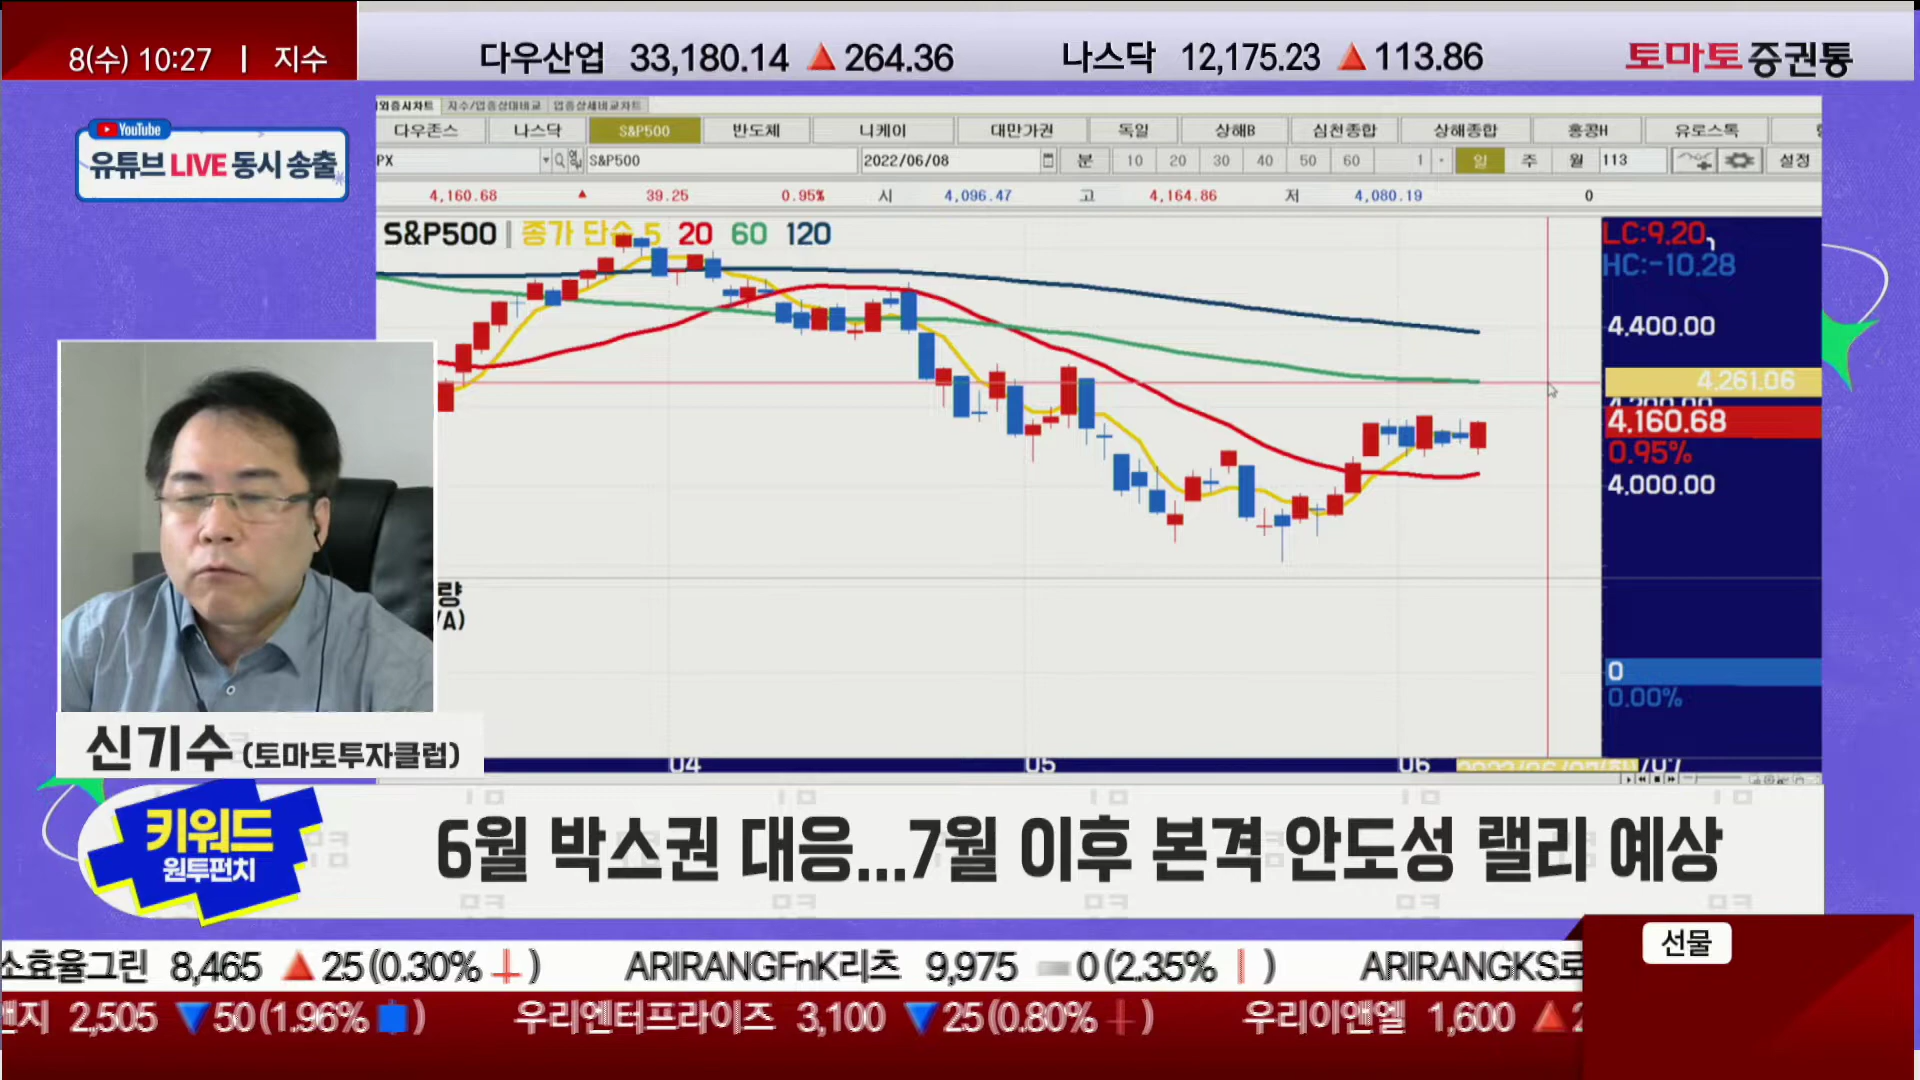 8(수) 10:27 | 지수
다우산업 33,180.14 ▲ 264.36 나스닥 12,175.23 ▲ 113.86
토마토증권통
YouTube
유튜브 LIVE 동시 송출
지수/업종상대비교 업종상세비교차트
다우존스 나스닥 S&P500 반도체 니케이 대만가권 독일 상해B 심천종합 상해종합 홍콩H 유로스톡
PX S&P500 2022/06/08 분 10 20 30 40 50 60 1 일 주 월 113 설정
4,160.68 ▲ 39.25 0.95% 시 4,096.47 고 4,164.86 저 4,080.19 0
S&P500 종가 단순 5 20 60 120
LC:9.20
HC:-10.28
4,400.00
4,261.06
4,160.68
0.95%
4,000.00
량
/A)
0
0.00%
04 05 06 /07
신기수 (토마토투자클럽)
키워드
원투펀치
6월 박스권 대응...7월 이후 본격 안도성 랠리 예상
선물
소효율그린 8,465 ▲ 25(0.30% ) ARIRANGFnK리츠 9,975 0(2.35% ) ARIRANGKS로
엔지 2,505 ▼ 50(1.96% ) 우리엔터프라이즈 3,100 ▼ 25(0.80% ) 우리이앤엘 1,600 ▲ 2